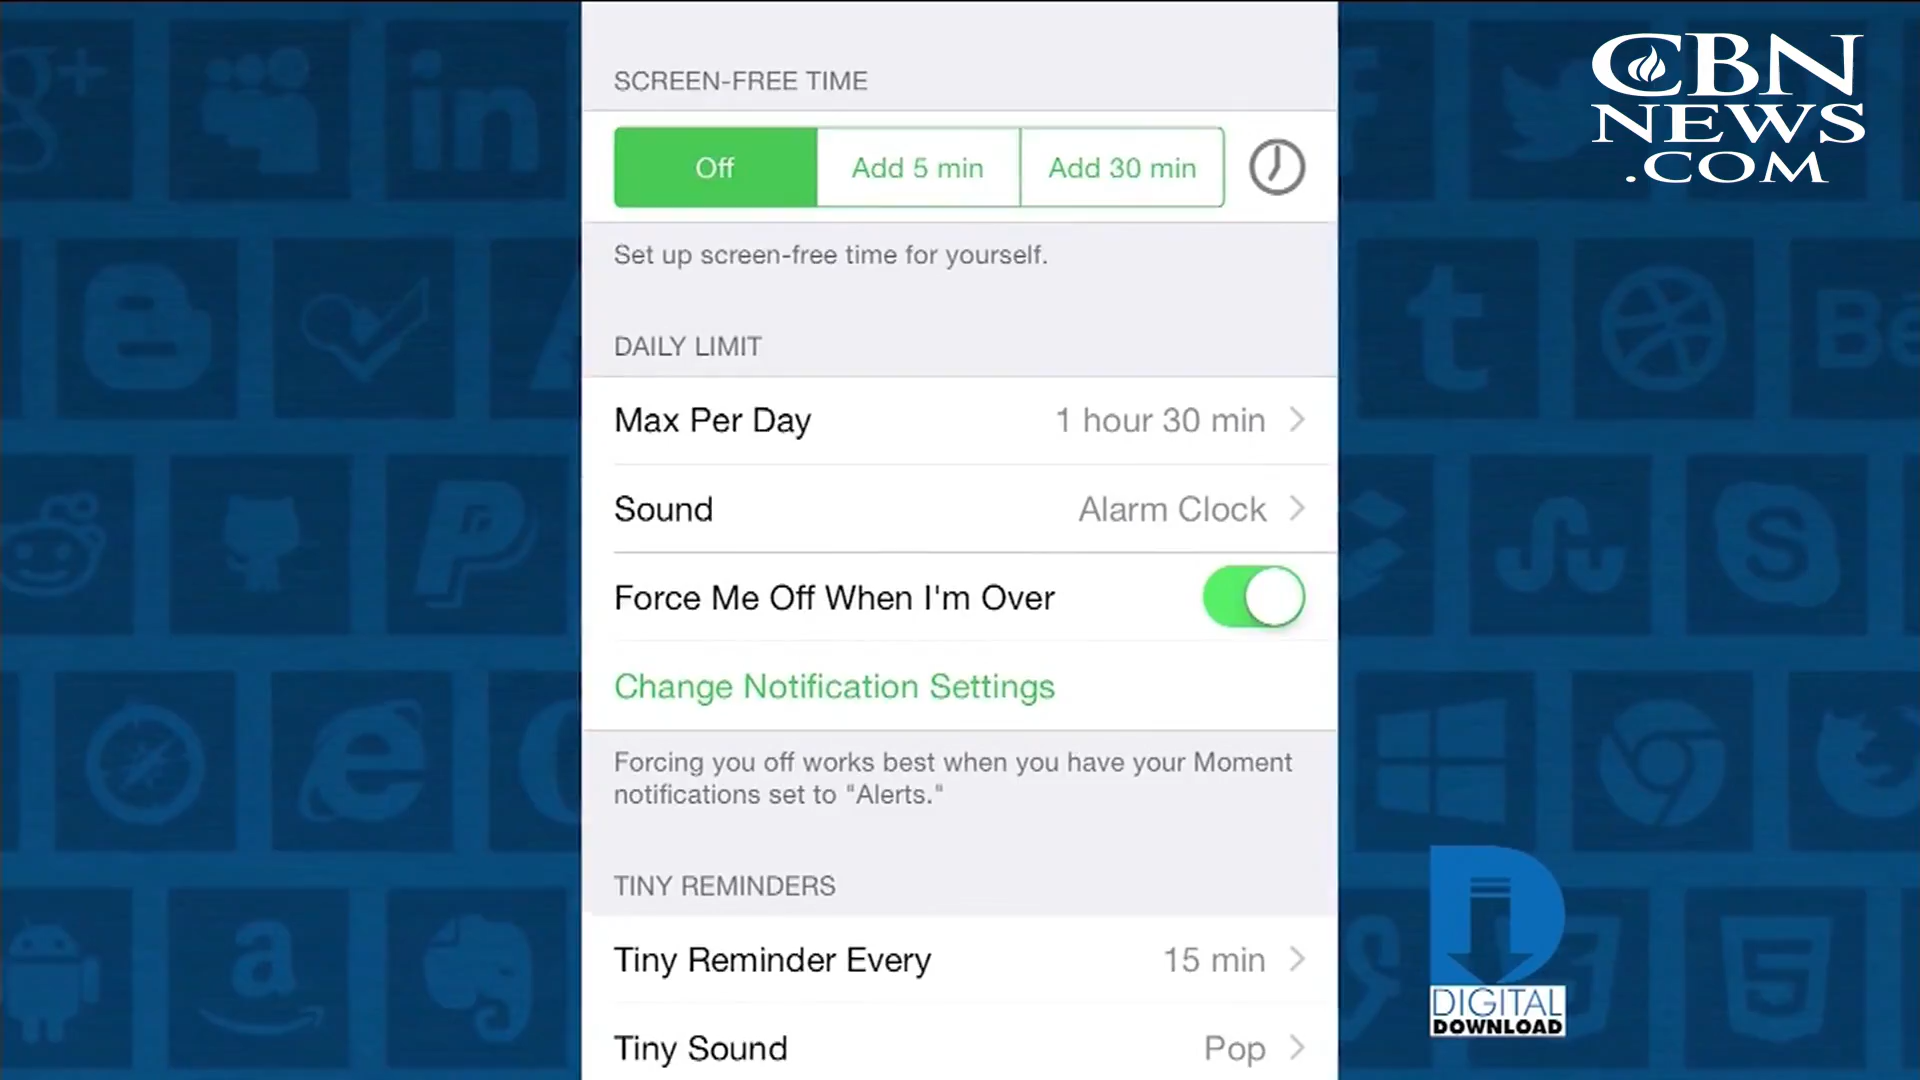 CBN
NEWS
.COM
SCREEN-FREE TIME
Off
Add 5 min
Add 30 min
Set up screen-free time for yourself.
DAILY LIMIT
Max Per Day
1 hour 30 min
Sound
Alarm Clock
Force Me Off When I'm Over
Change Notification Settings
Forcing you off works best when you have your Moment
notifications set to "Alerts."
TINY REMINDERS
Tiny Reminder Every
15 min
Tiny Sound
Pop
D
DIGITAL
DOWNLOAD
g+
in
t
Bē
S
a